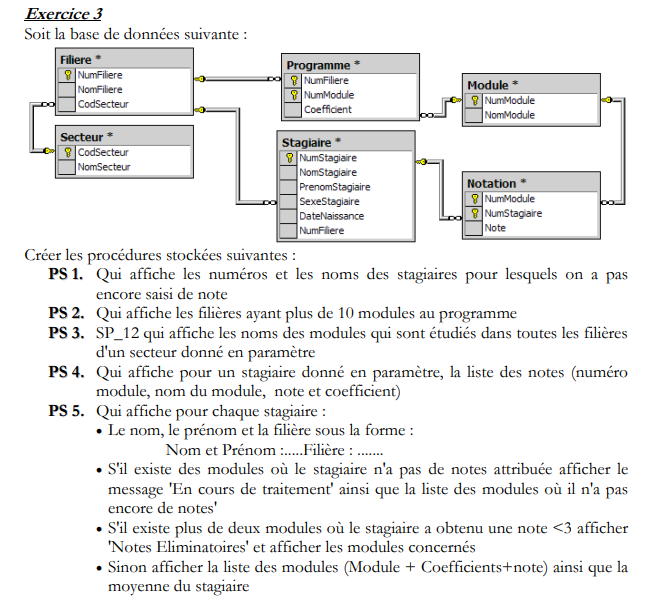 Exercice 3
Soit la base de données suivante :
Filiere *
NumFiliere
NomFiliere
CodSecteur
Secteur *
CodSecteur
NomSecteur
Programme *
NumFiliere
NumModule
Coefficient
Stagiaire *
NumStagiaire
NomStagiaire
PrenomStagiaire
SexeStagiaire
DateNaissance
NumFiliere
Module *
NumModule
NomModule
Notation *
NumModule
NumStagiaire
Note
Créer les procédures stockées suivantes :
PS 1. Qui affiche les numéros et les noms des stagiaires pour lesquels on a pas
encore saisi de note
PS 2. Qui affiche les filières ayant plus de 10 modules au programme
PS 3. SP_12 qui affiche les noms des modules qui sont étudiés dans toutes les filières
d'un secteur donné en paramètre
PS 4. Qui affiche pour un stagiaire donné en paramètre, la liste des notes (numéro
module, nom du module, note et coefficient)
PS 5. Qui affiche pour chaque stagiaire :
• Le nom, le prénom et la filière sous la forme :
Nom et Prénom :.....Filière : .......
• S'il existe des modules où le stagiaire n'a pas de notes attribuée afficher le
message 'En cours de traitement' ainsi que la liste des modules où il n'a pas
encore de notes'
• S'il existe plus de deux modules où le stagiaire a obtenu une note <3 afficher
'Notes Eliminatoires' et afficher les modules concernés
• Sinon afficher la liste des modules (Module + Coefficients+note) ainsi que la
moyenne du stagiaire